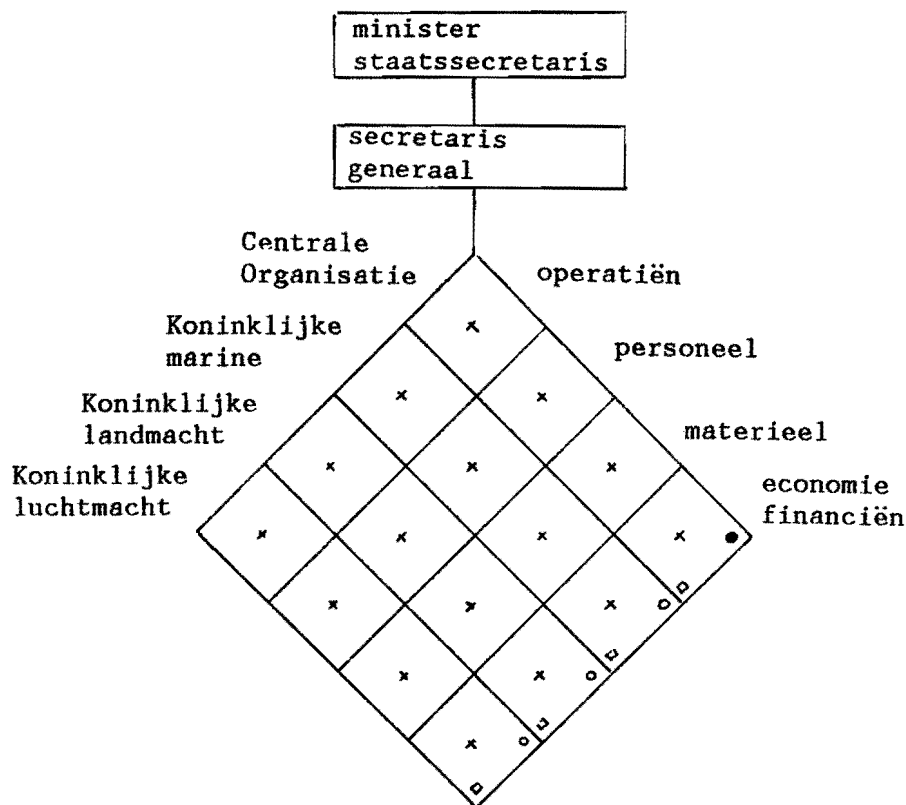 minister
staatssecretaris
secretaris
generaal
Centrale
Organisatie
operatiën
Koninklijke
marine
personeel
Koninklijke
landmacht
materieel
Koninklijke
luchtmacht
economie
financiën